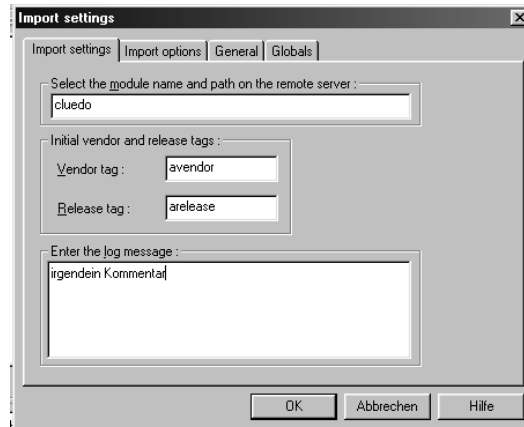 Import settings
Import settings Import options General Globals
Select the module name and path on the remote server :
cluedo
Initial vendor and release tags :
Vendor tag : avendor
Release tag : arelease
Enter the log message :
irgendein Kommentar
OK Abbrechen Hilfe